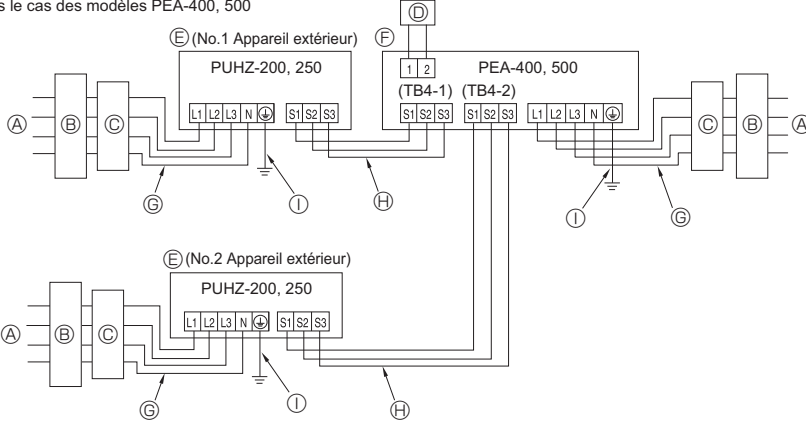 s le cas des modèles PEA-400, 500
Ⓔ (No.1 Appareil extérieur)
PUHZ-200, 250
L1 L2 L3 N ⏚ S1 S2 S3
Ⓐ Ⓑ Ⓒ
Ⓖ Ⓘ Ⓗ
Ⓓ
Ⓕ
1 2
PEA-400, 500
(TB4-1) (TB4-2)
S1 S2 S3 S1 S2 S3 L1 L2 L3 N ⏚
Ⓒ Ⓑ Ⓐ
Ⓘ Ⓖ
Ⓔ (No.2 Appareil extérieur)
PUHZ-200, 250
L1 L2 L3 N ⏚ S1 S2 S3
Ⓐ Ⓑ Ⓒ
Ⓖ Ⓘ Ⓗ